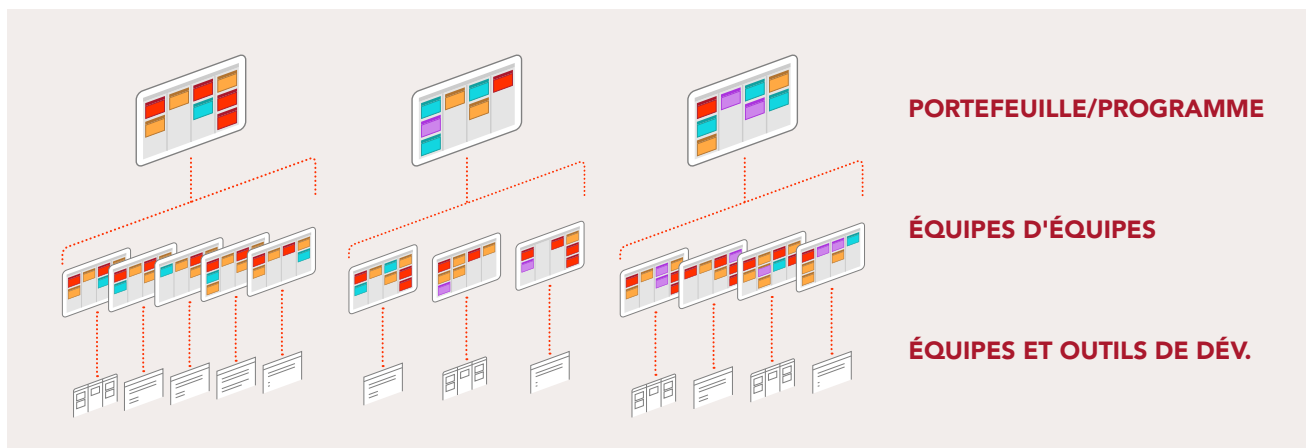 PORTEFEUILLE/PROGRAMME
ÉQUIPES D'ÉQUIPES
ÉQUIPES ET OUTILS DE DÉV.